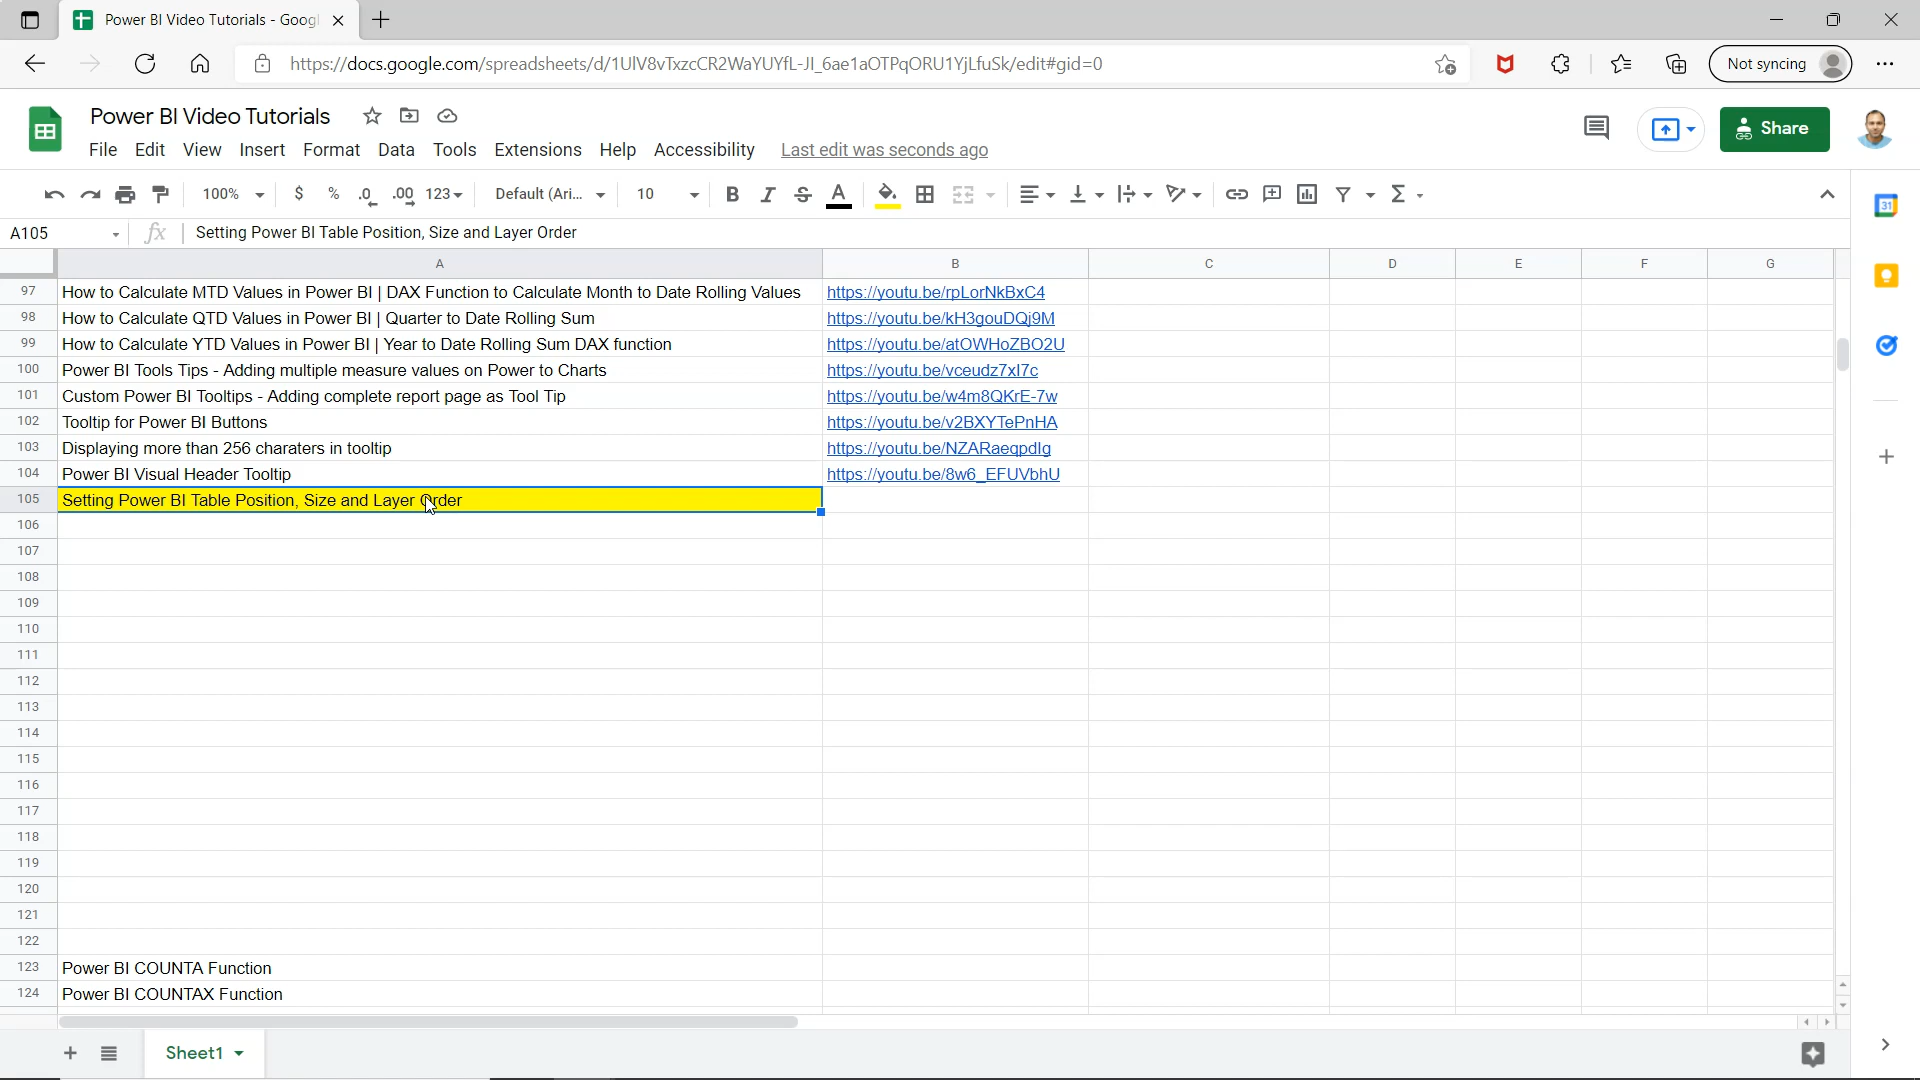 Power BI Video Tutorials - Goog
https://docs.google.com/spreadsheets/d/1UlV8vTxzcCR2WaYUYfL-JI_6ae1aOTPqORU1YjLfuSk/edit#gid=0
Not syncing
Power BI Video Tutorials
Share
File Edit View Insert Format Data Tools Extensions Help Accessibility Last edit was seconds ago
100% $ % .0 .00 123 Default (Ari... 10 B I S A
A105 fx Setting Power BI Table Position, Size and Layer Order
A B C D E F G
97 How to Calculate MTD Values in Power BI | DAX Function to Calculate Month to Date Rolling Values https://youtu.be/rpLorNkBxC4
98 How to Calculate QTD Values in Power BI | Quarter to Date Rolling Sum https://youtu.be/kH3gouDQj9M
99 How to Calculate YTD Values in Power BI | Year to Date Rolling Sum DAX function https://youtu.be/atOWHoZBO2U
100 Power BI Tools Tips - Adding multiple measure values on Power to Charts https://youtu.be/vceudz7xI7c
101 Custom Power BI Tooltips - Adding complete report page as Tool Tip https://youtu.be/w4m8QKrE-7w
102 Tooltip for Power BI Buttons https://youtu.be/v2BXYTePnHA
103 Displaying more than 256 charaters in tooltip https://youtu.be/NZARaeqpdlg
104 Power BI Visual Header Tooltip https://youtu.be/8w6_EFUVbhU
105 Setting Power BI Table Position, Size and Layer Order
106
107
108
109
110
111
112
113
114
115
116
117
118
119
120
121
122
123 Power BI COUNTA Function
124 Power BI COUNTAX Function
Sheet1